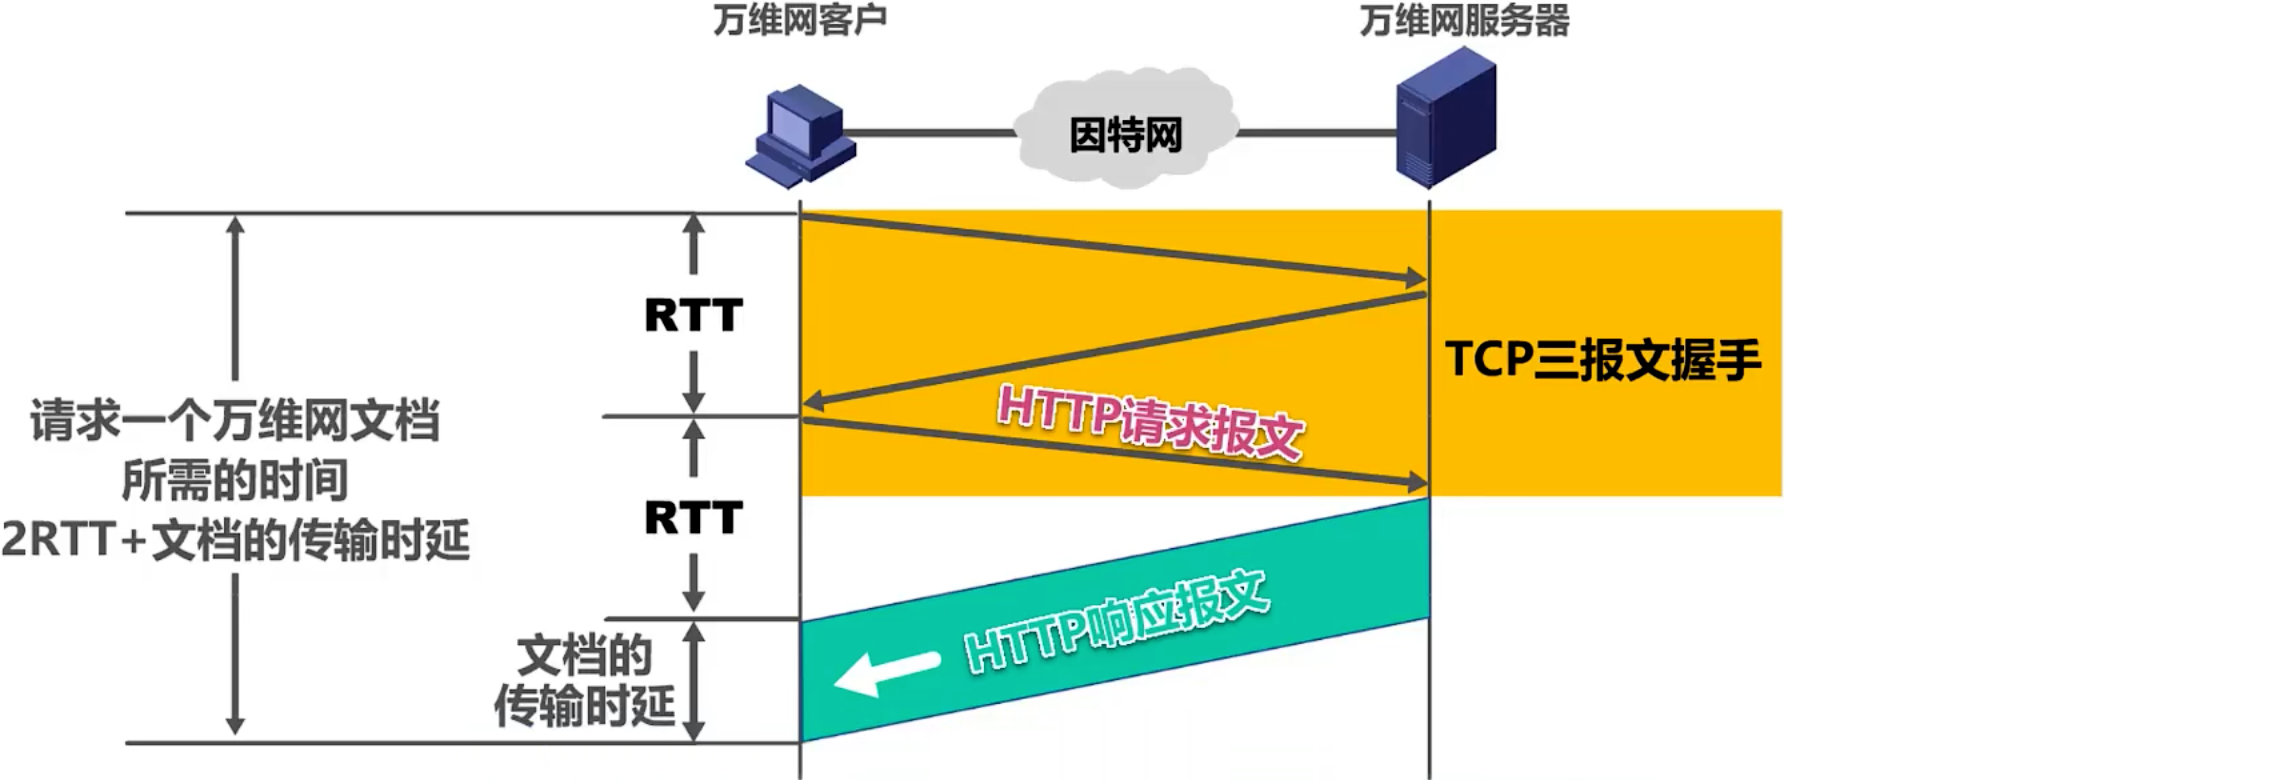 万维网客户
万维网服务器
因特网
RTT
TCP三报文握手
HTTP请求报文
请求一个万维网文档
所需的时间
2RTT+文档的传输时延
RTT
HTTP响应报文
文档的
传输时延